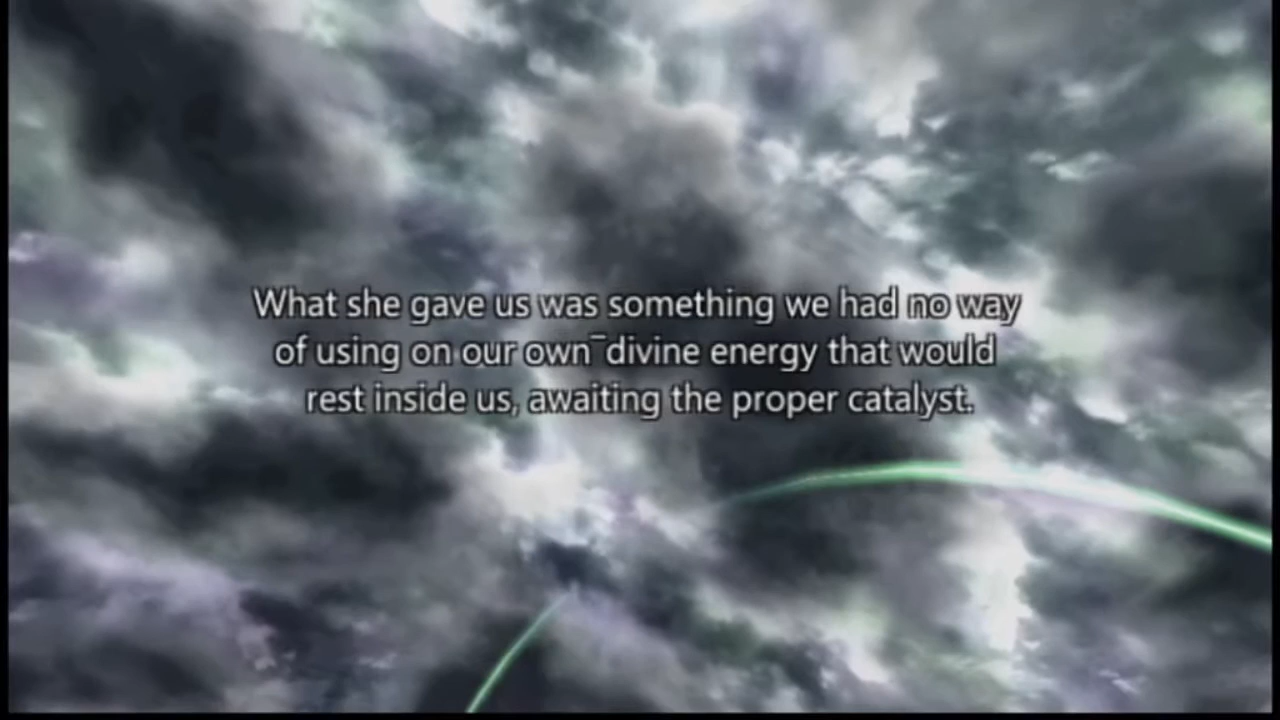 What she gave us was something we had no way
of using on our own¯divine energy that would
rest inside us, awaiting the proper catalyst.